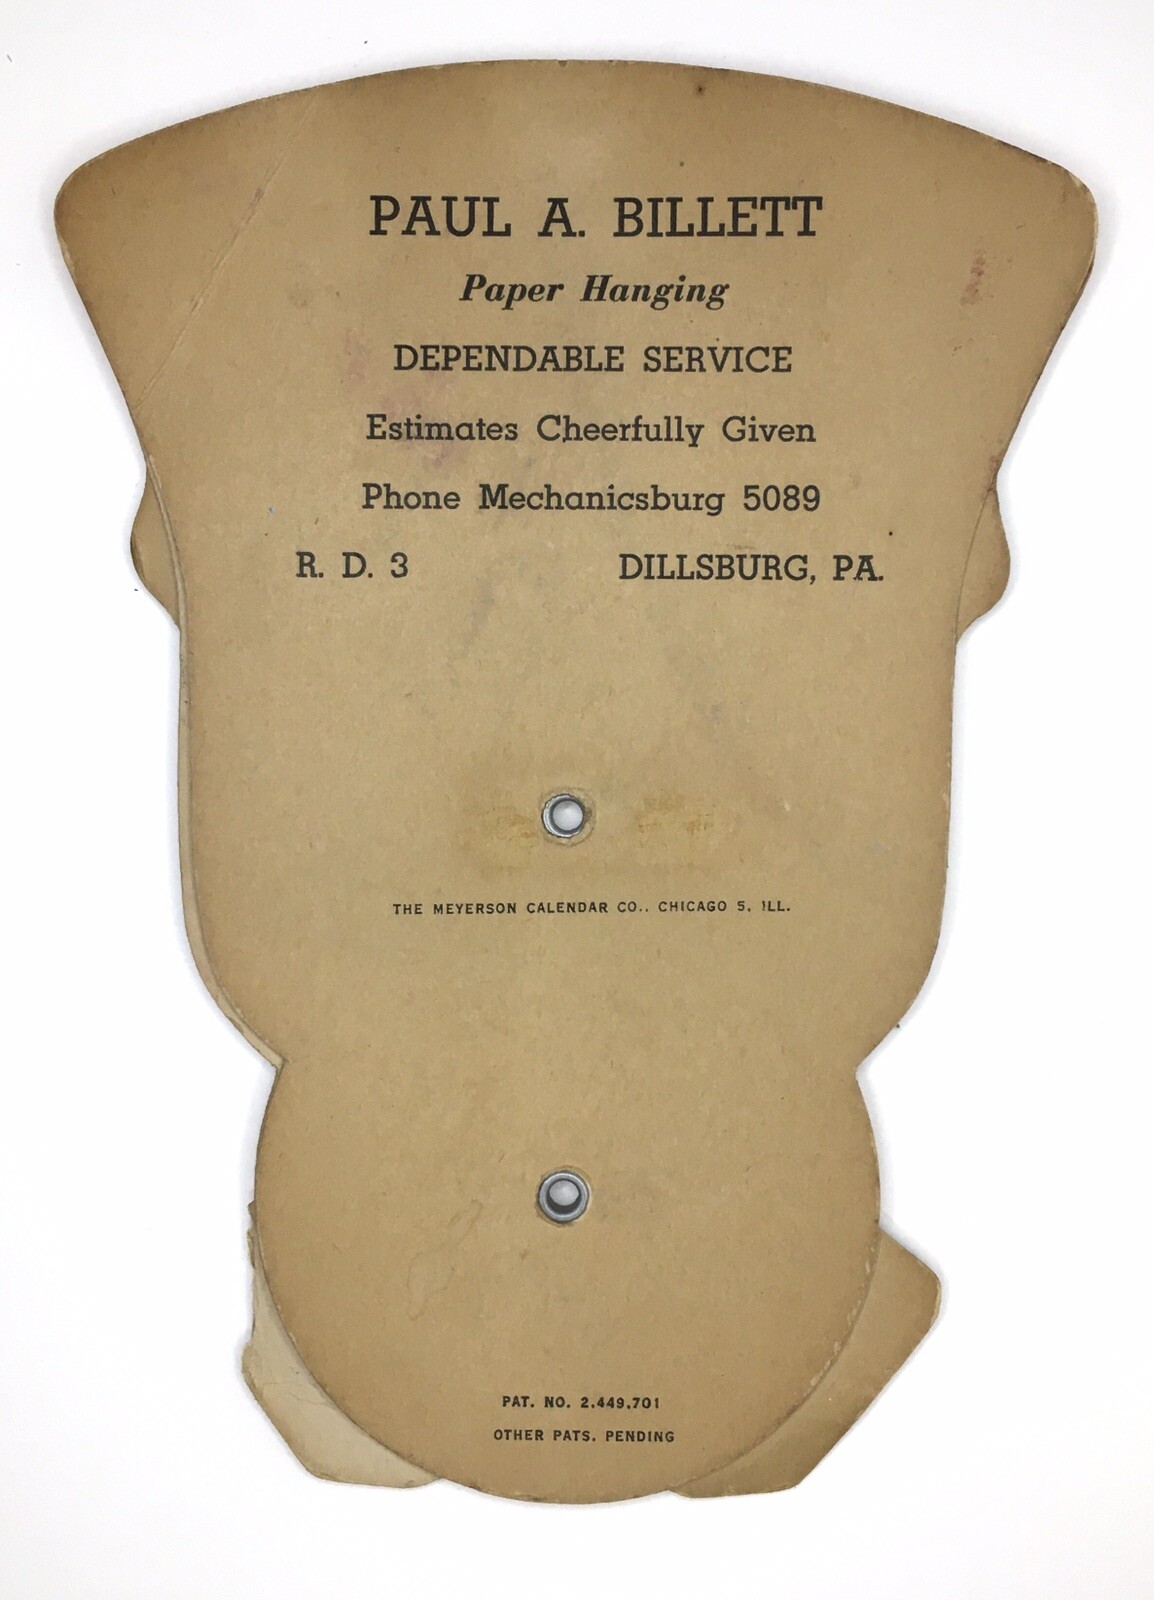 PAUL A. BILLETT
Paper Hanging
DEPENDABLE SERVICE
Estimates Cheerfully Given
Phone Mechanicsburg 5089
R. D. 3 DILLSBURG, PA.
THE MEYERSON CALENDAR CO., CHICAGO 5, ILL.
PAT. NO. 2,449,701
OTHER PATS. PENDING